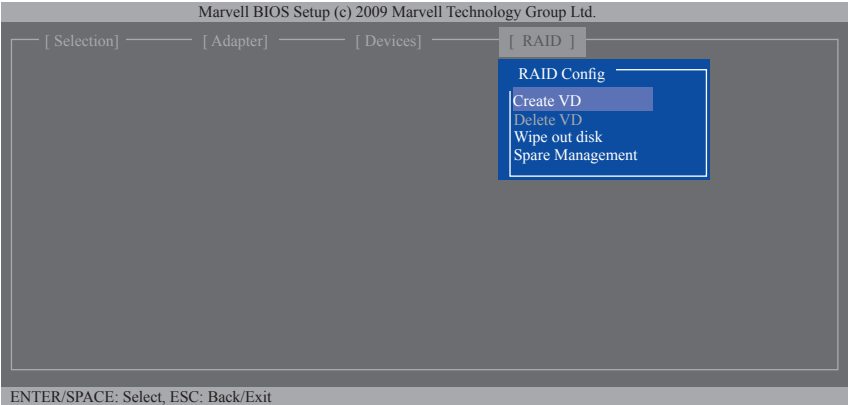 Marvell BIOS Setup (c) 2009 Marvell Technology Group Ltd.
[ Selection] [ Adapter] [ Devices] [ RAID ]
RAID Config
Create VD
Delete VD
Wipe out disk
Spare Management
ENTER/SPACE: Select, ESC: Back/Exit